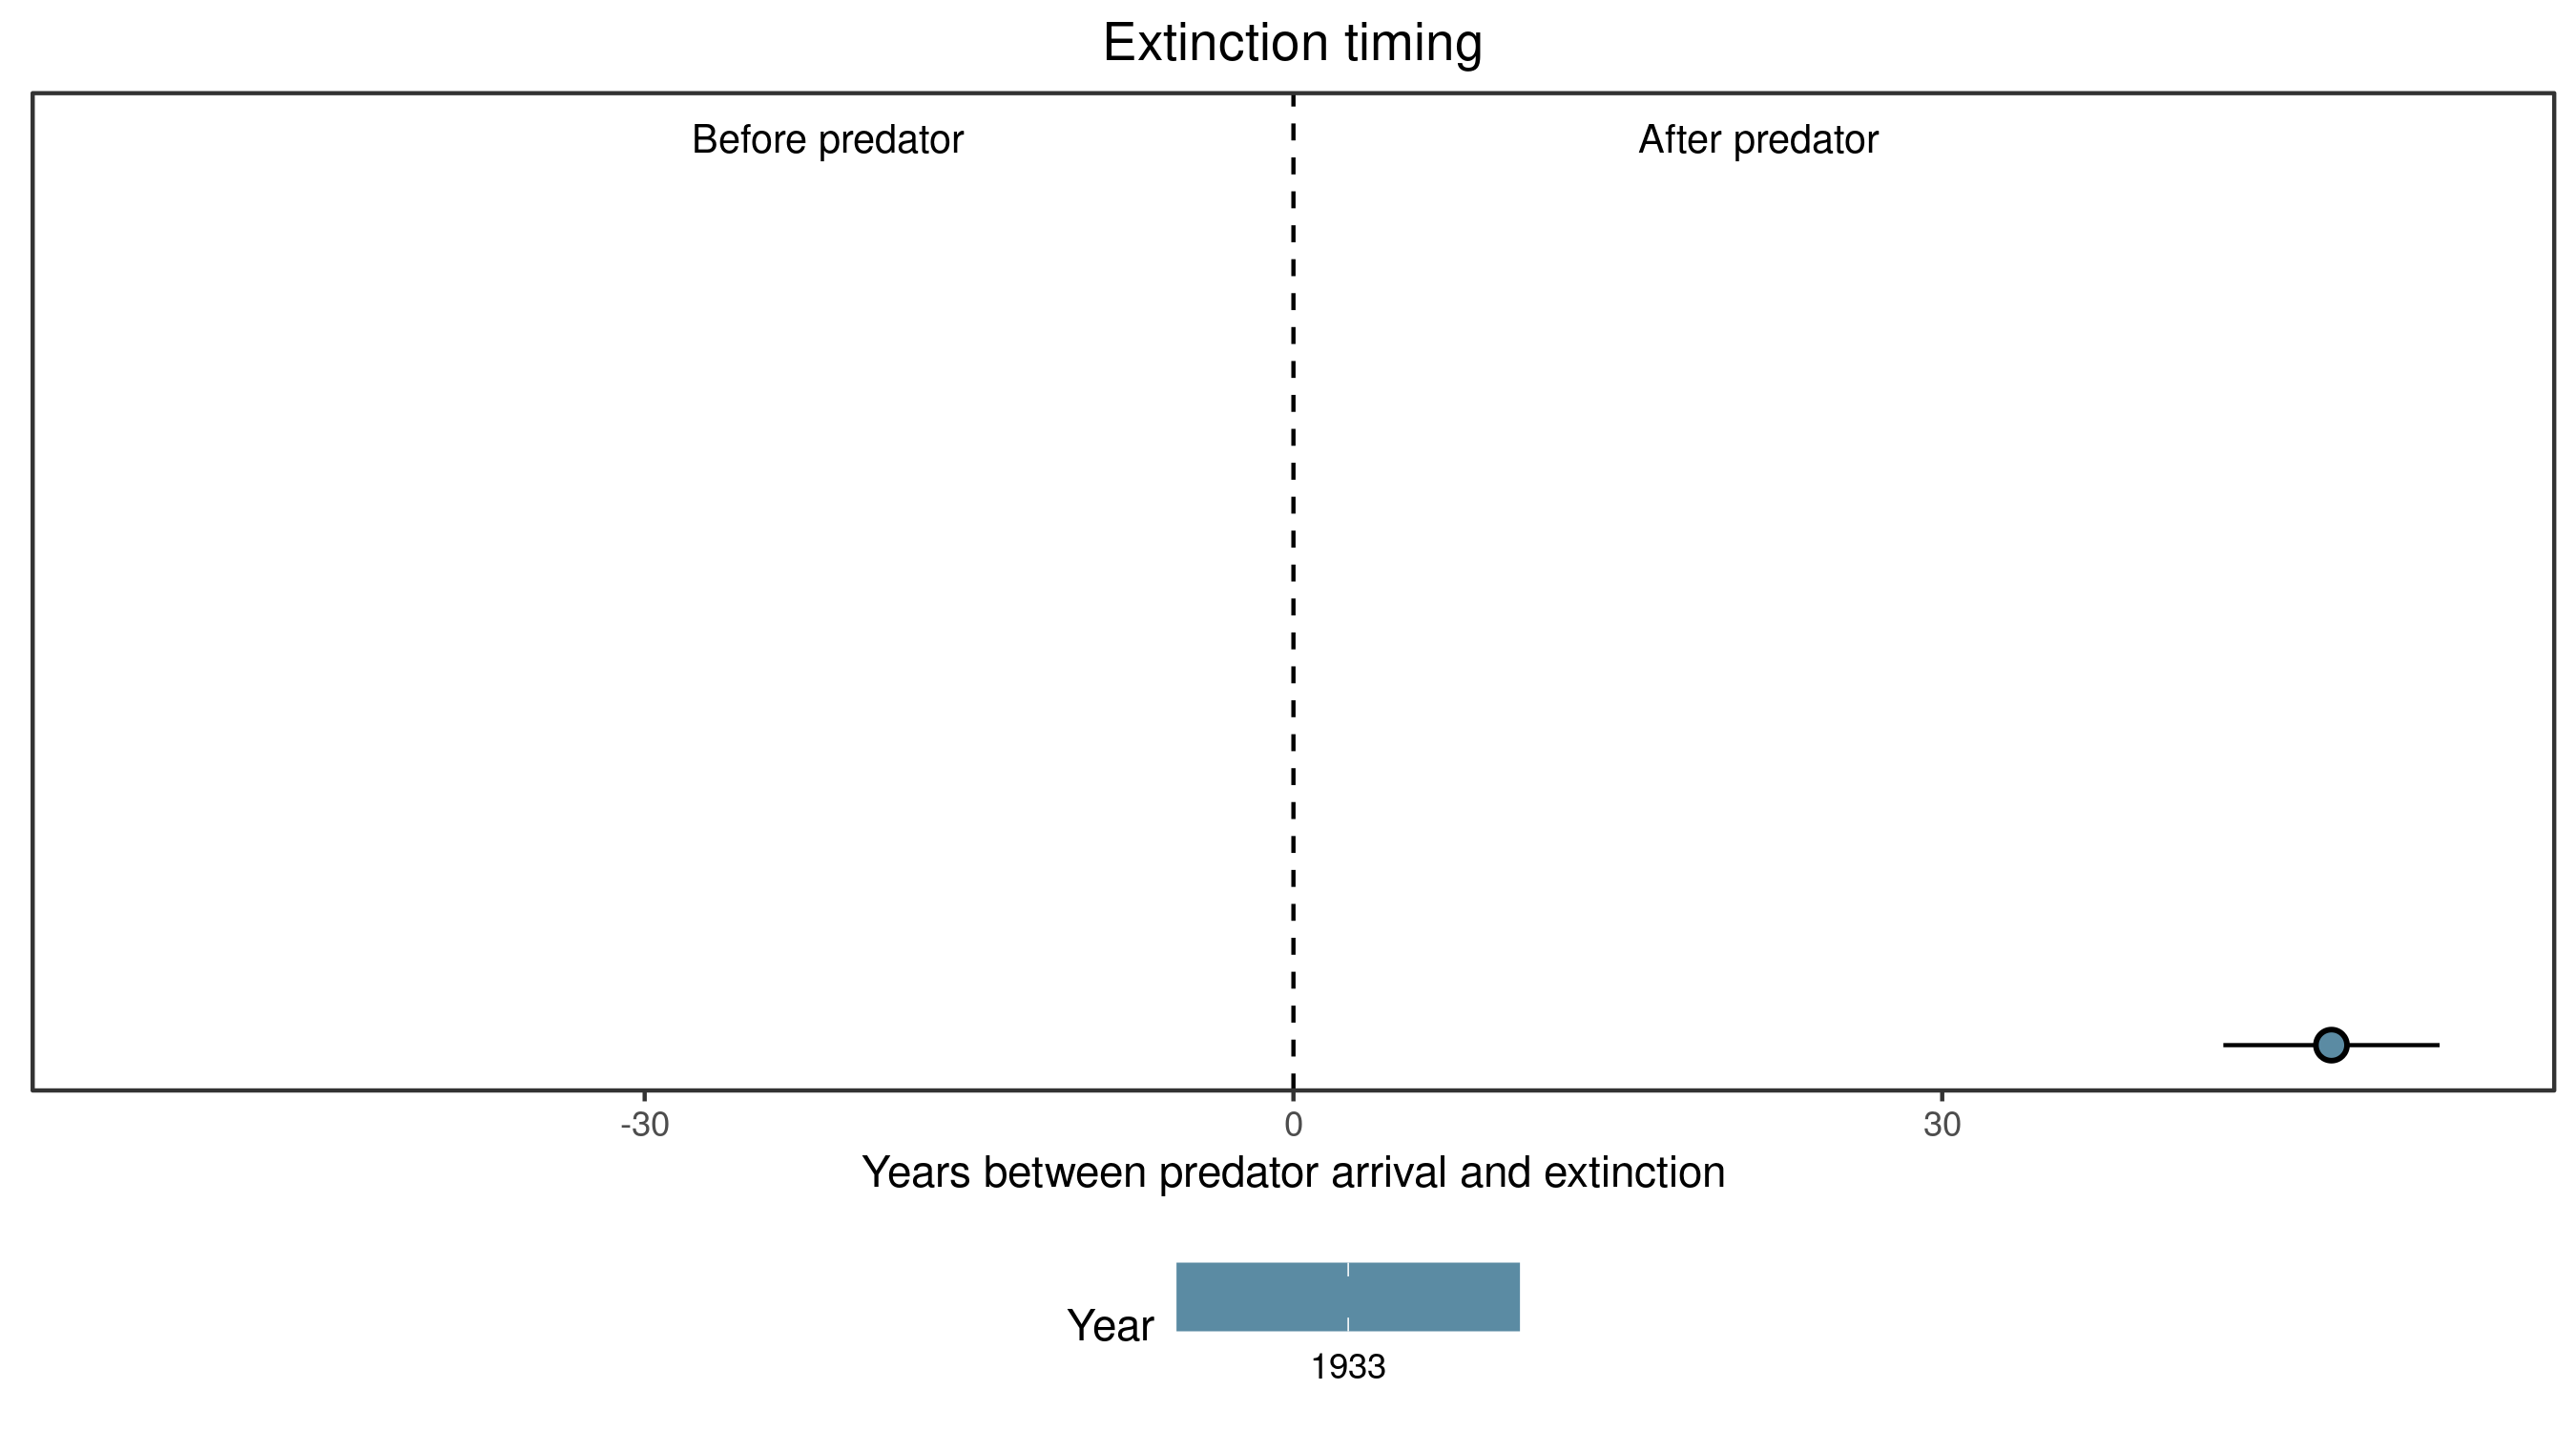 Extinction timing
Before predator
After predator
-30
0
30
Years between predator arrival and extinction
Year
1933